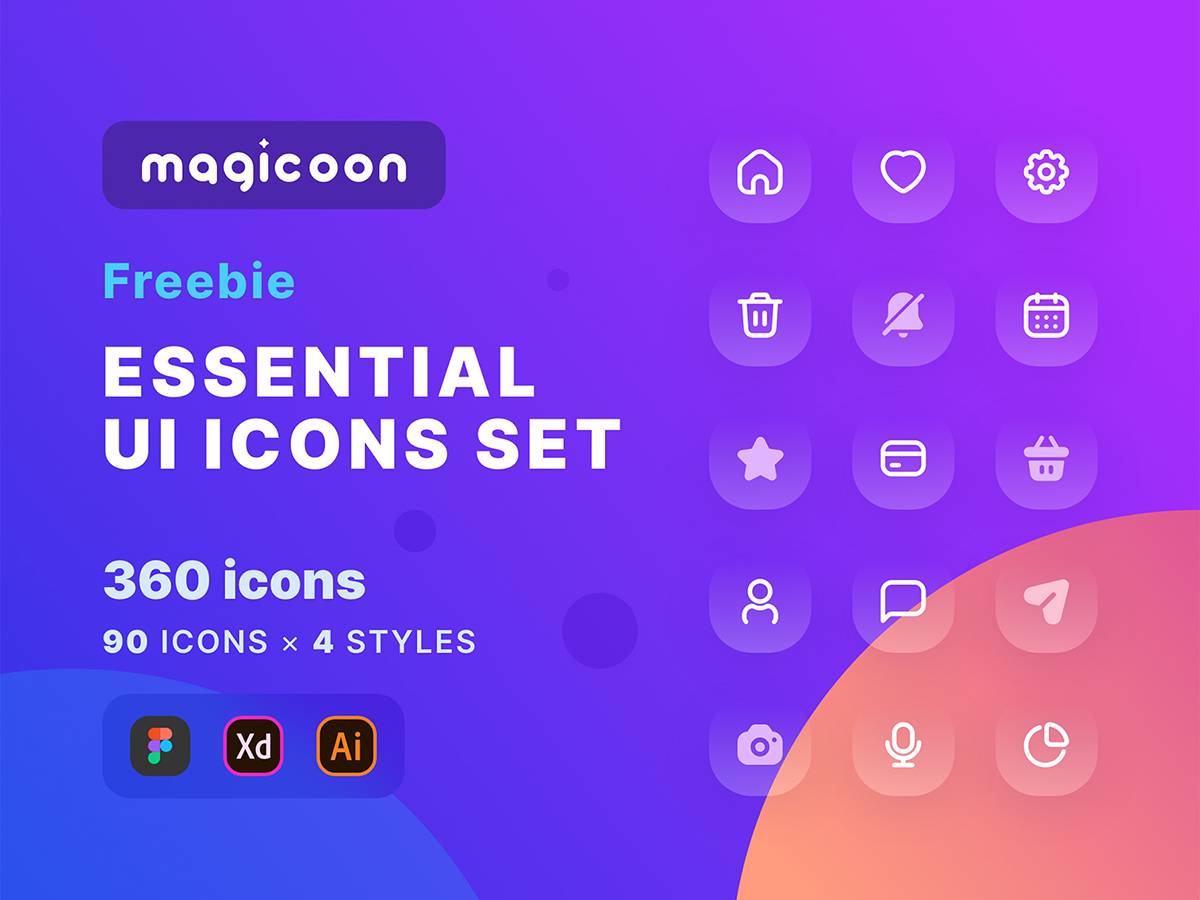 magicoon
Freebie
ESSENTIAL
UI ICONS SET
360 icons
90 ICONS × 4 STYLES
Xd Ai